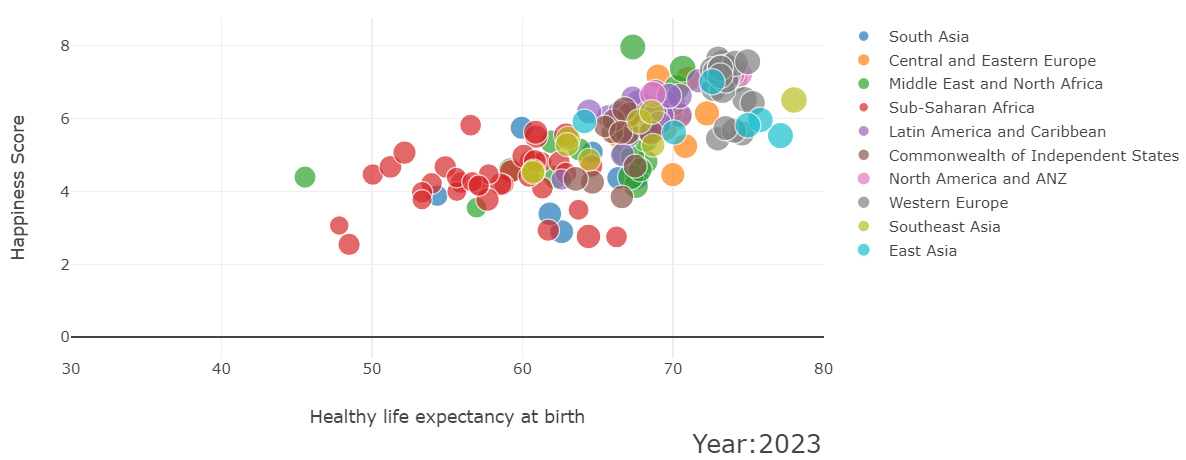 Happiness Score
8
6
4
2
0
30 40 50 60 70 80
Healthy life expectancy at birth
Year:2023
South Asia
Central and Eastern Europe
Middle East and North Africa
Sub-Saharan Africa
Latin America and Caribbean
Commonwealth of Independent States
North America and ANZ
Western Europe
Southeast Asia
East Asia